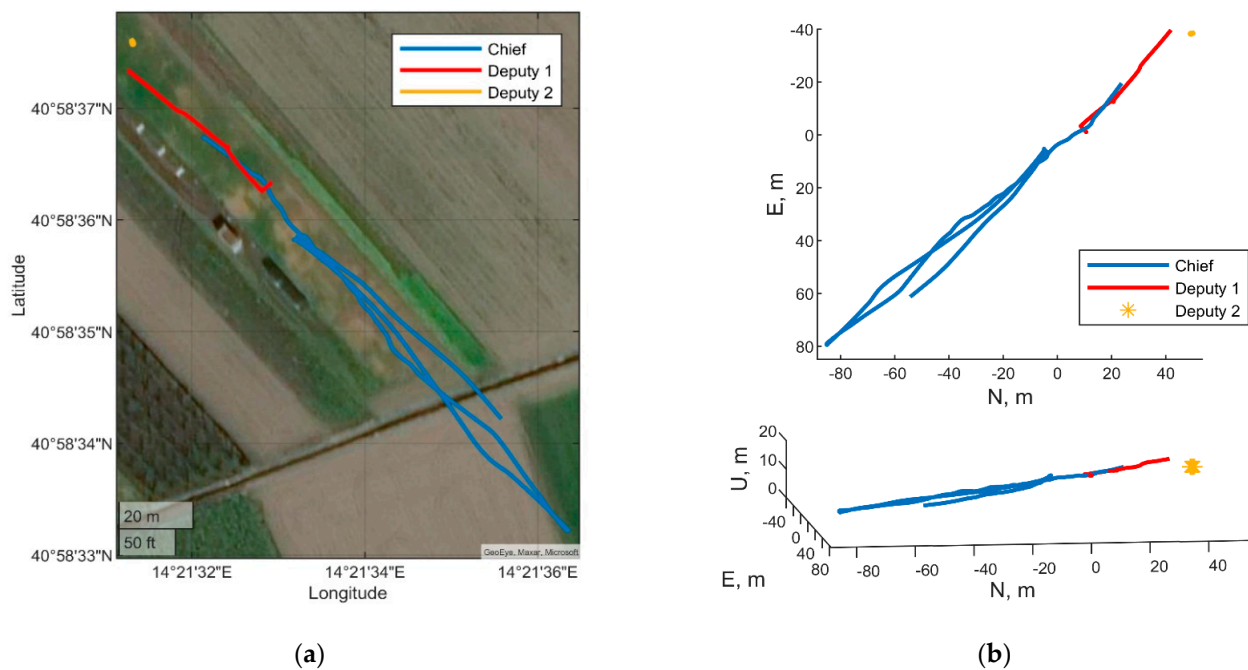 Chief
Deputy 1
Deputy 2
40°58'37"N
40°58'36"N
40°58'35"N
40°58'34"N
40°58'33"N
Latitude
20 m
50 ft
GeoEye, Maxar, Microsoft
14°21'32"E
14°21'34"E
14°21'36"E
Longitude
(a)
-40
-20
0
20
40
60
80
E, m
Chief
Deputy 1
Deputy 2
-80
-60
-40
-20
0
20
40
N, m
20
10
0
U, m
-40
0
40
80
E, m
-80
-60
-40
-20
0
20
40
N, m
(b)